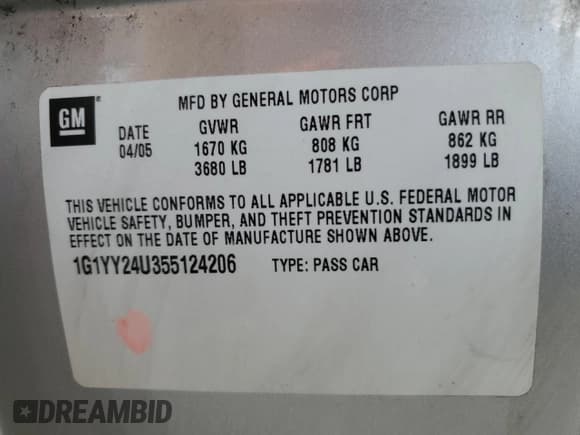 GM ®
MFD BY GENERAL MOTORS CORP
DATE GVWR GAWR FRT GAWR RR
04/05 1670 KG 808 KG 862 KG
3680 LB 1781 LB 1899 LB
THIS VEHICLE CONFORMS TO ALL APPLICABLE U.S. FEDERAL MOTOR
VEHICLE SAFETY, BUMPER, AND THEFT PREVENTION STANDARDS IN
EFFECT ON THE DATE OF MANUFACTURE SHOWN ABOVE.
1G1YY24U355124206 TYPE: PASS CAR
DREAMBID